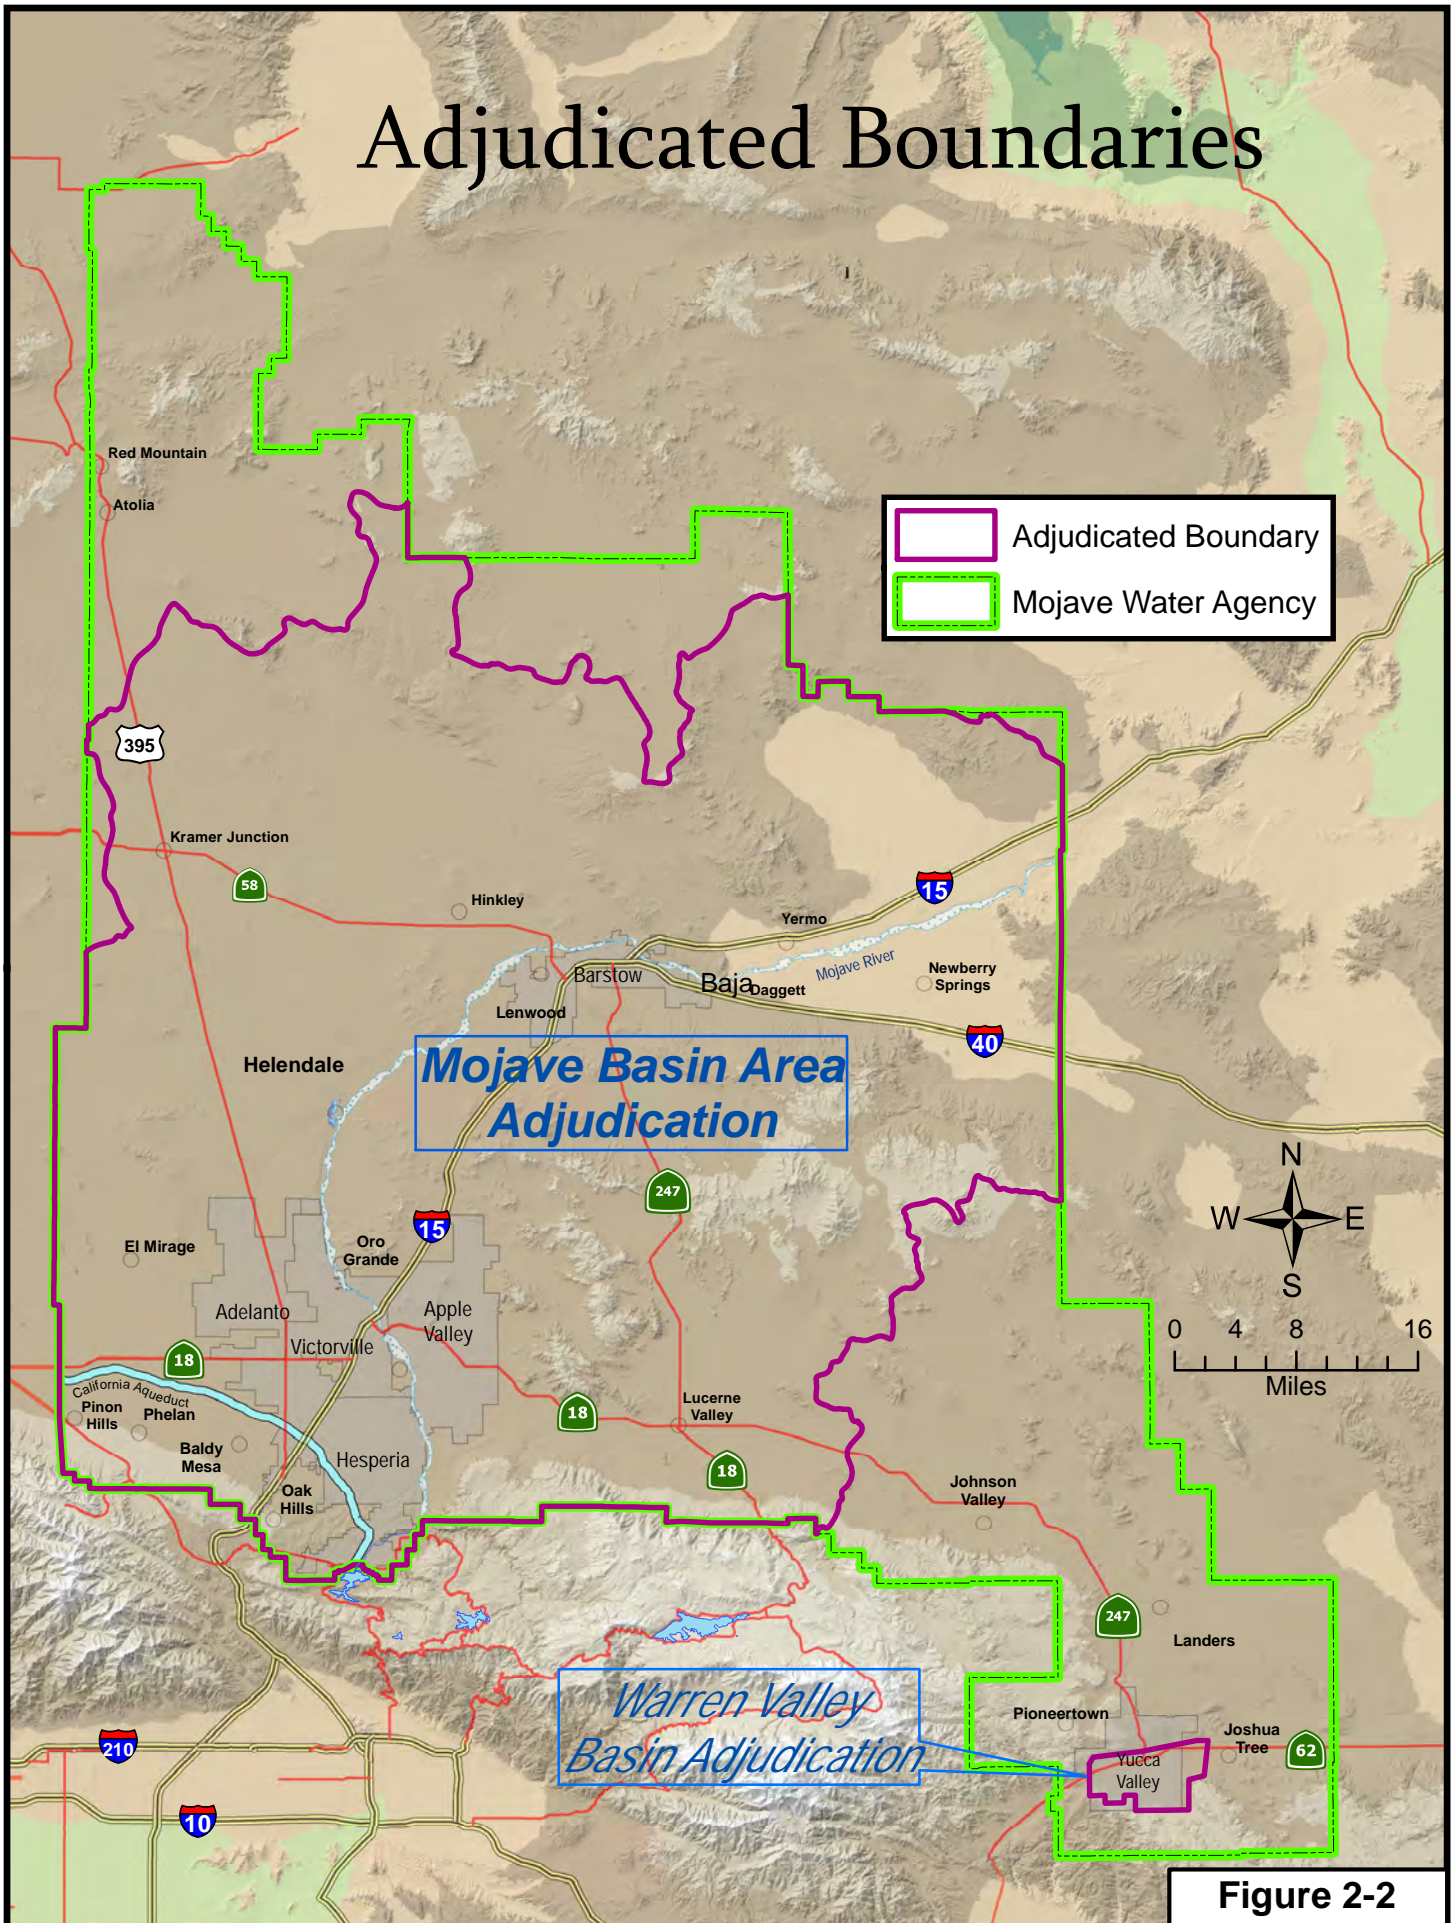 Adjudicated Boundaries
Red Mountain
Atolia
Adjudicated Boundary
Mojave Water Agency
395
Kramer Junction
58
Hinkley
15
Yermo
Mojave River
Newberry
Springs
Barstow
Baja
Daggett
Lenwood
40
Helendale
Mojave Basin Area
Adjudication
N
W
E
S
247
15
El Mirage
Oro
Grande
Adelanto
Apple
Valley
Victorville
0 4 8 16
Miles
18
California Aqueduct
Pinon
Hills
Phelan
Baldy
Mesa
Hesperia
Oak
Hills
18
Lucerne
Valley
18
Johnson
Valley
247
Landers
Warren Valley
Basin Adjudication
Pioneertown
Joshua
Tree
62
Yucca
Valley
210
10
Figure 2-2